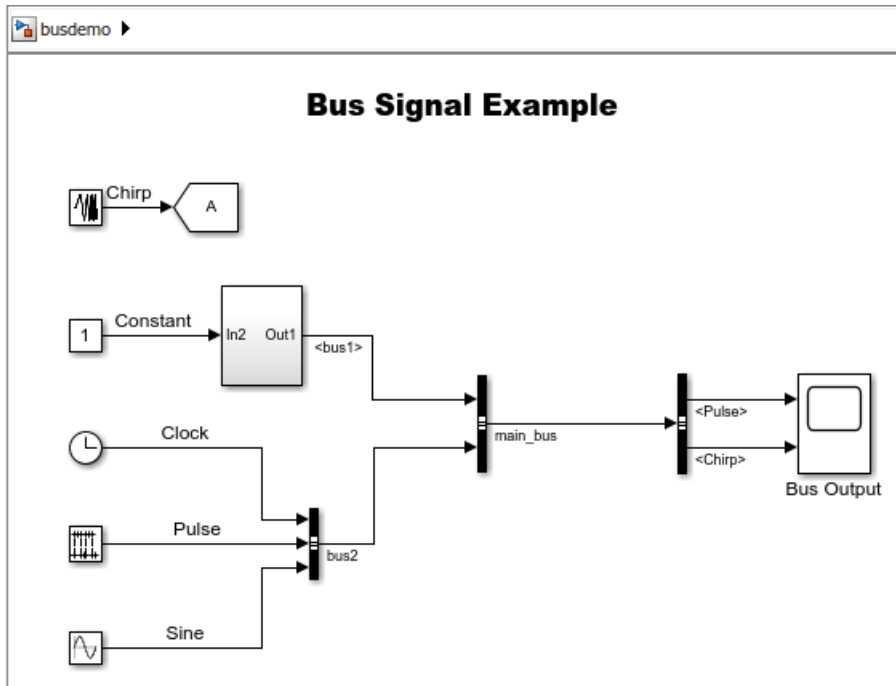 busdemo
Bus Signal Example
Chirp
A
Constant
1
In2
Out1
<bus1>
Clock
main_bus
<Pulse>
<Chirp>
Bus Output
Pulse
bus2
Sine